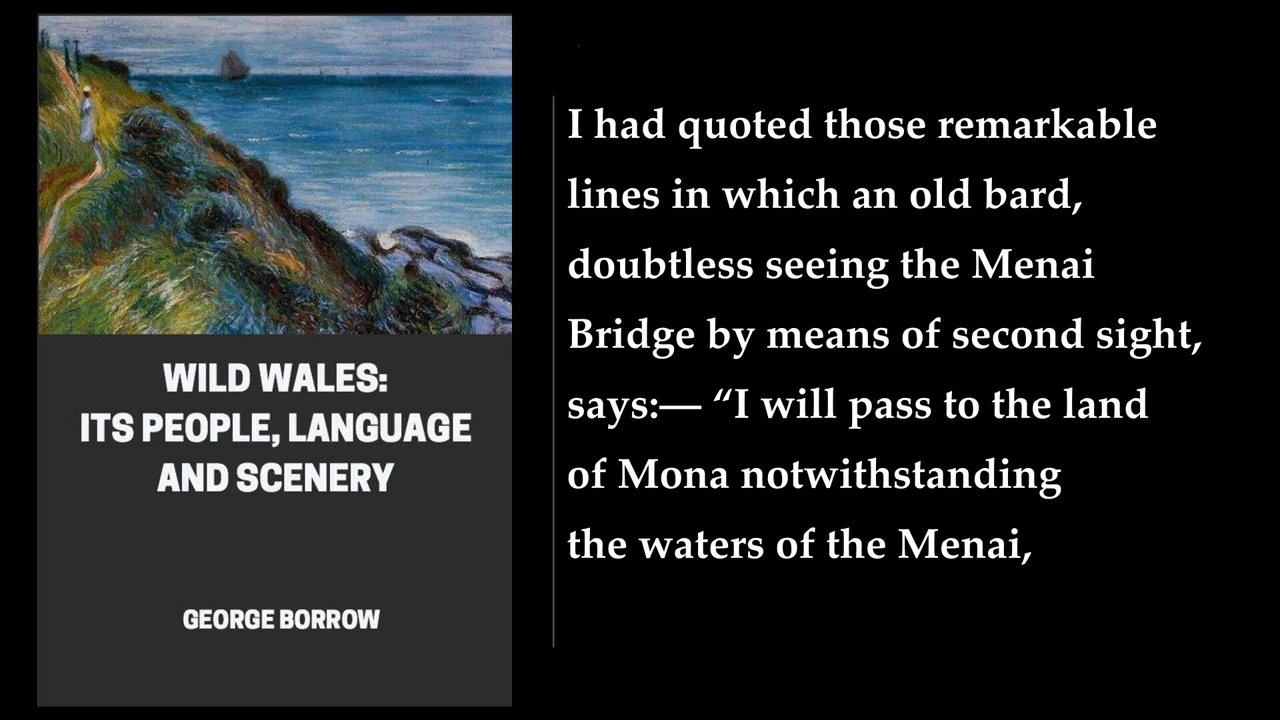 WILD WALES:
ITS PEOPLE, LANGUAGE
AND SCENERY
GEORGE BORROW
I had quoted those remarkable
lines in which an old bard,
doubtless seeing the Menai
Bridge by means of second sight,
says:— “I will pass to the land
of Mona notwithstanding
the waters of the Menai,